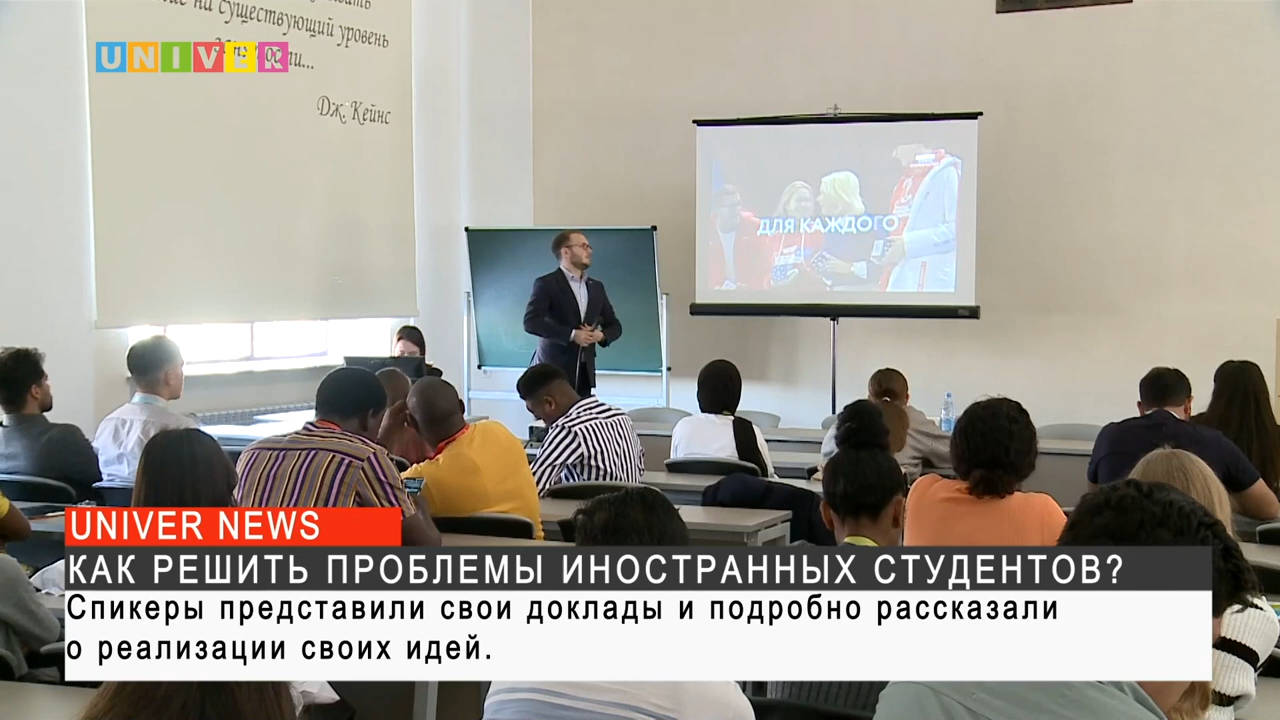 на существующий уровень
Дж. Кейнс
UNIVER
ДЛЯ КАЖДОГО
UNIVER NEWS
КАК РЕШИТЬ ПРОБЛЕМЫ ИНОСТРАННЫХ СТУДЕНТОВ?
Спикеры представили свои доклады и подробно рассказали
о реализации своих идей.